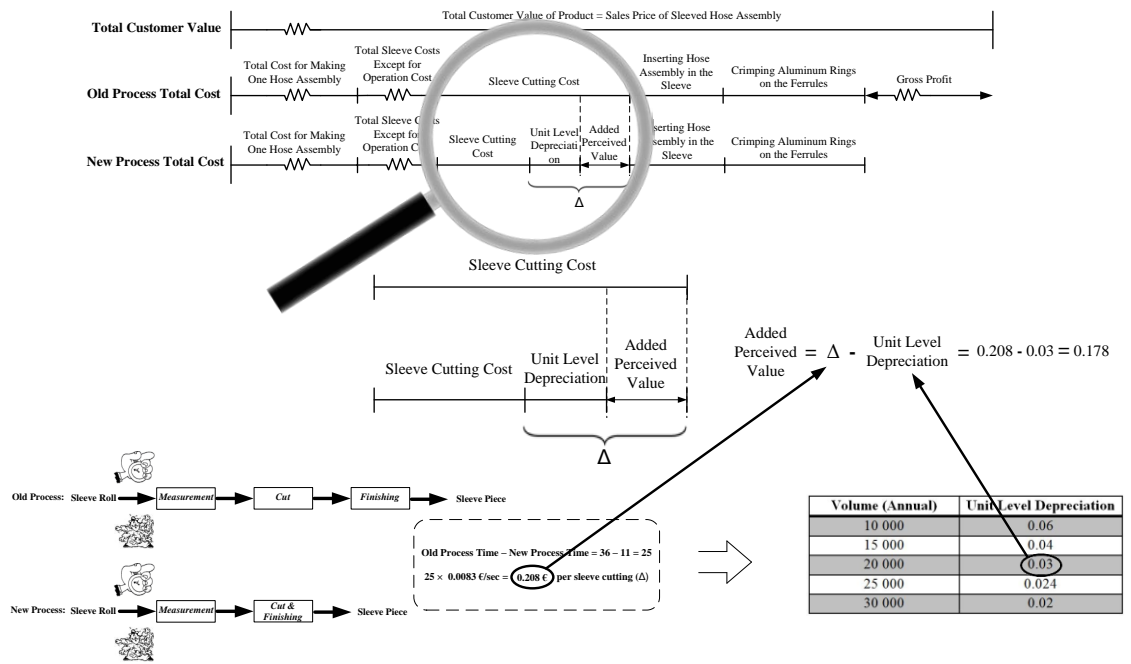 Total Customer Value
Total Customer Value of Product = Sales Price of Sleeved Hose Assembly
Old Process Total Cost
Total Cost for Making
One Hose Assembly
Total Sleeve Costs
Except for
Operation Cost
Sleeve Cutting Cost
Inserting Hose
Assembly in the
Sleeve
Crimping Aluminum Rings
on the Ferrules
Gross Profit
New Process Total Cost
Total Cost for Making
One Hose Assembly
Total Sleeve Costs
Except for
Operation
Sleeve Cutting
Cost
Unit Level
Depreciati
on
Added
Perceived
Value
Assembly in the
Sleeve
Crimping Aluminum Rings
on the Ferrules
Δ
Sleeve Cutting Cost
Sleeve Cutting Cost
Unit Level
Depreciation
Added
Perceived
Value
Δ
Added
Perceived
Value
= Δ -
Unit Level
Depreciation
= 0.208 - 0.03 = 0.178
Old Process: Sleeve Roll
Measurement
Cut
Finishing
Sleeve Piece
New Process: Sleeve Roll
Measurement
Cut &
Finishing
Sleeve Piece
Old Process Time – New Process Time = 36 – 11 = 25
25 × 0.0083 €/sec = 0.208 € per sleeve cutting (Δ)
Volume (Annual) Unit Level Depreciation
10 000 0.06
15 000 0.04
20 000 0.03
25 000 0.024
30 000 0.02